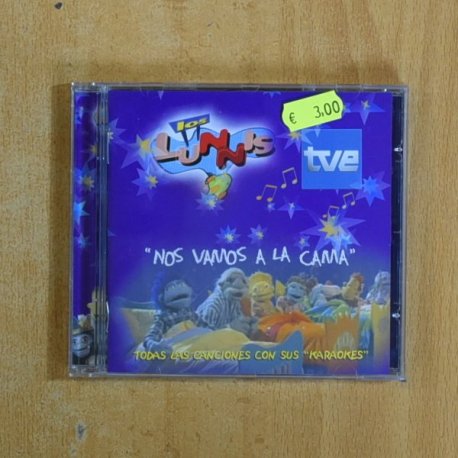 € 3,00
los
LUNNIS
tve
"NOS VAMOS A LA CAMA"
TODAS LAS CANCIONES CON SUS "KARAOKES"